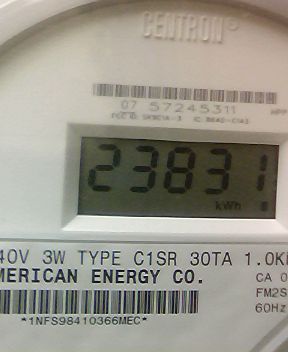 CENTRON
07 57245311
23831
kWh
40V 3W TYPE C1SR 30TA 1.0K
MERICAN ENERGY CO.
CA 0
FM2S
60Hz
*1NFS98410366MEC*